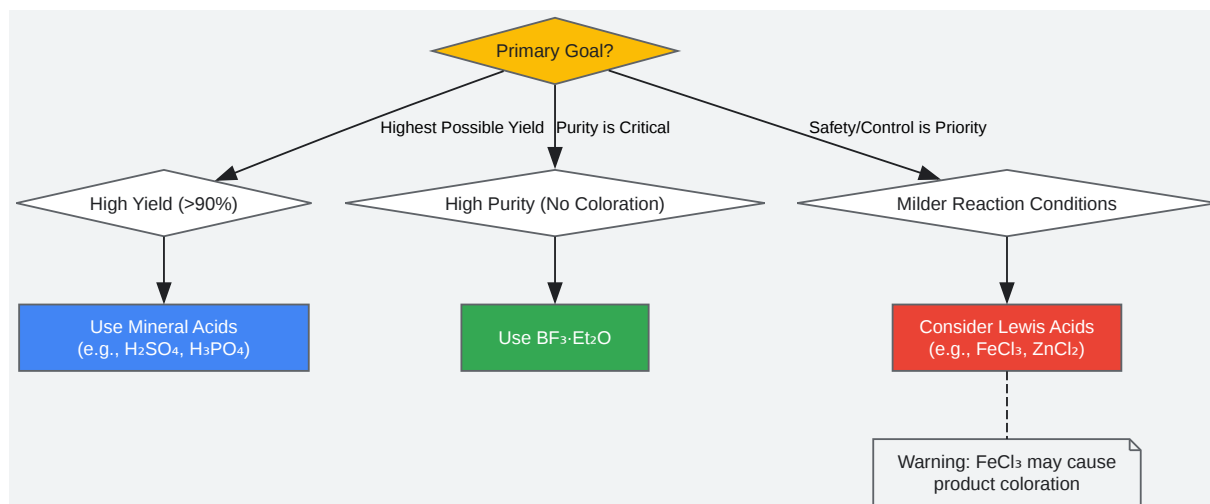 Primary Goal?
Highest Possible Yield
Purity is Critical
Safety/Control is Priority
High Yield (>90%)
High Purity (No Coloration)
Milder Reaction Conditions
Use Mineral Acids
(e.g., H₂SO₄, H₃PO₄)
Use BF₃·Et₂O
Consider Lewis Acids
(e.g., FeCl₃, ZnCl₂)
Warning: FeCl₃ may cause
product coloration